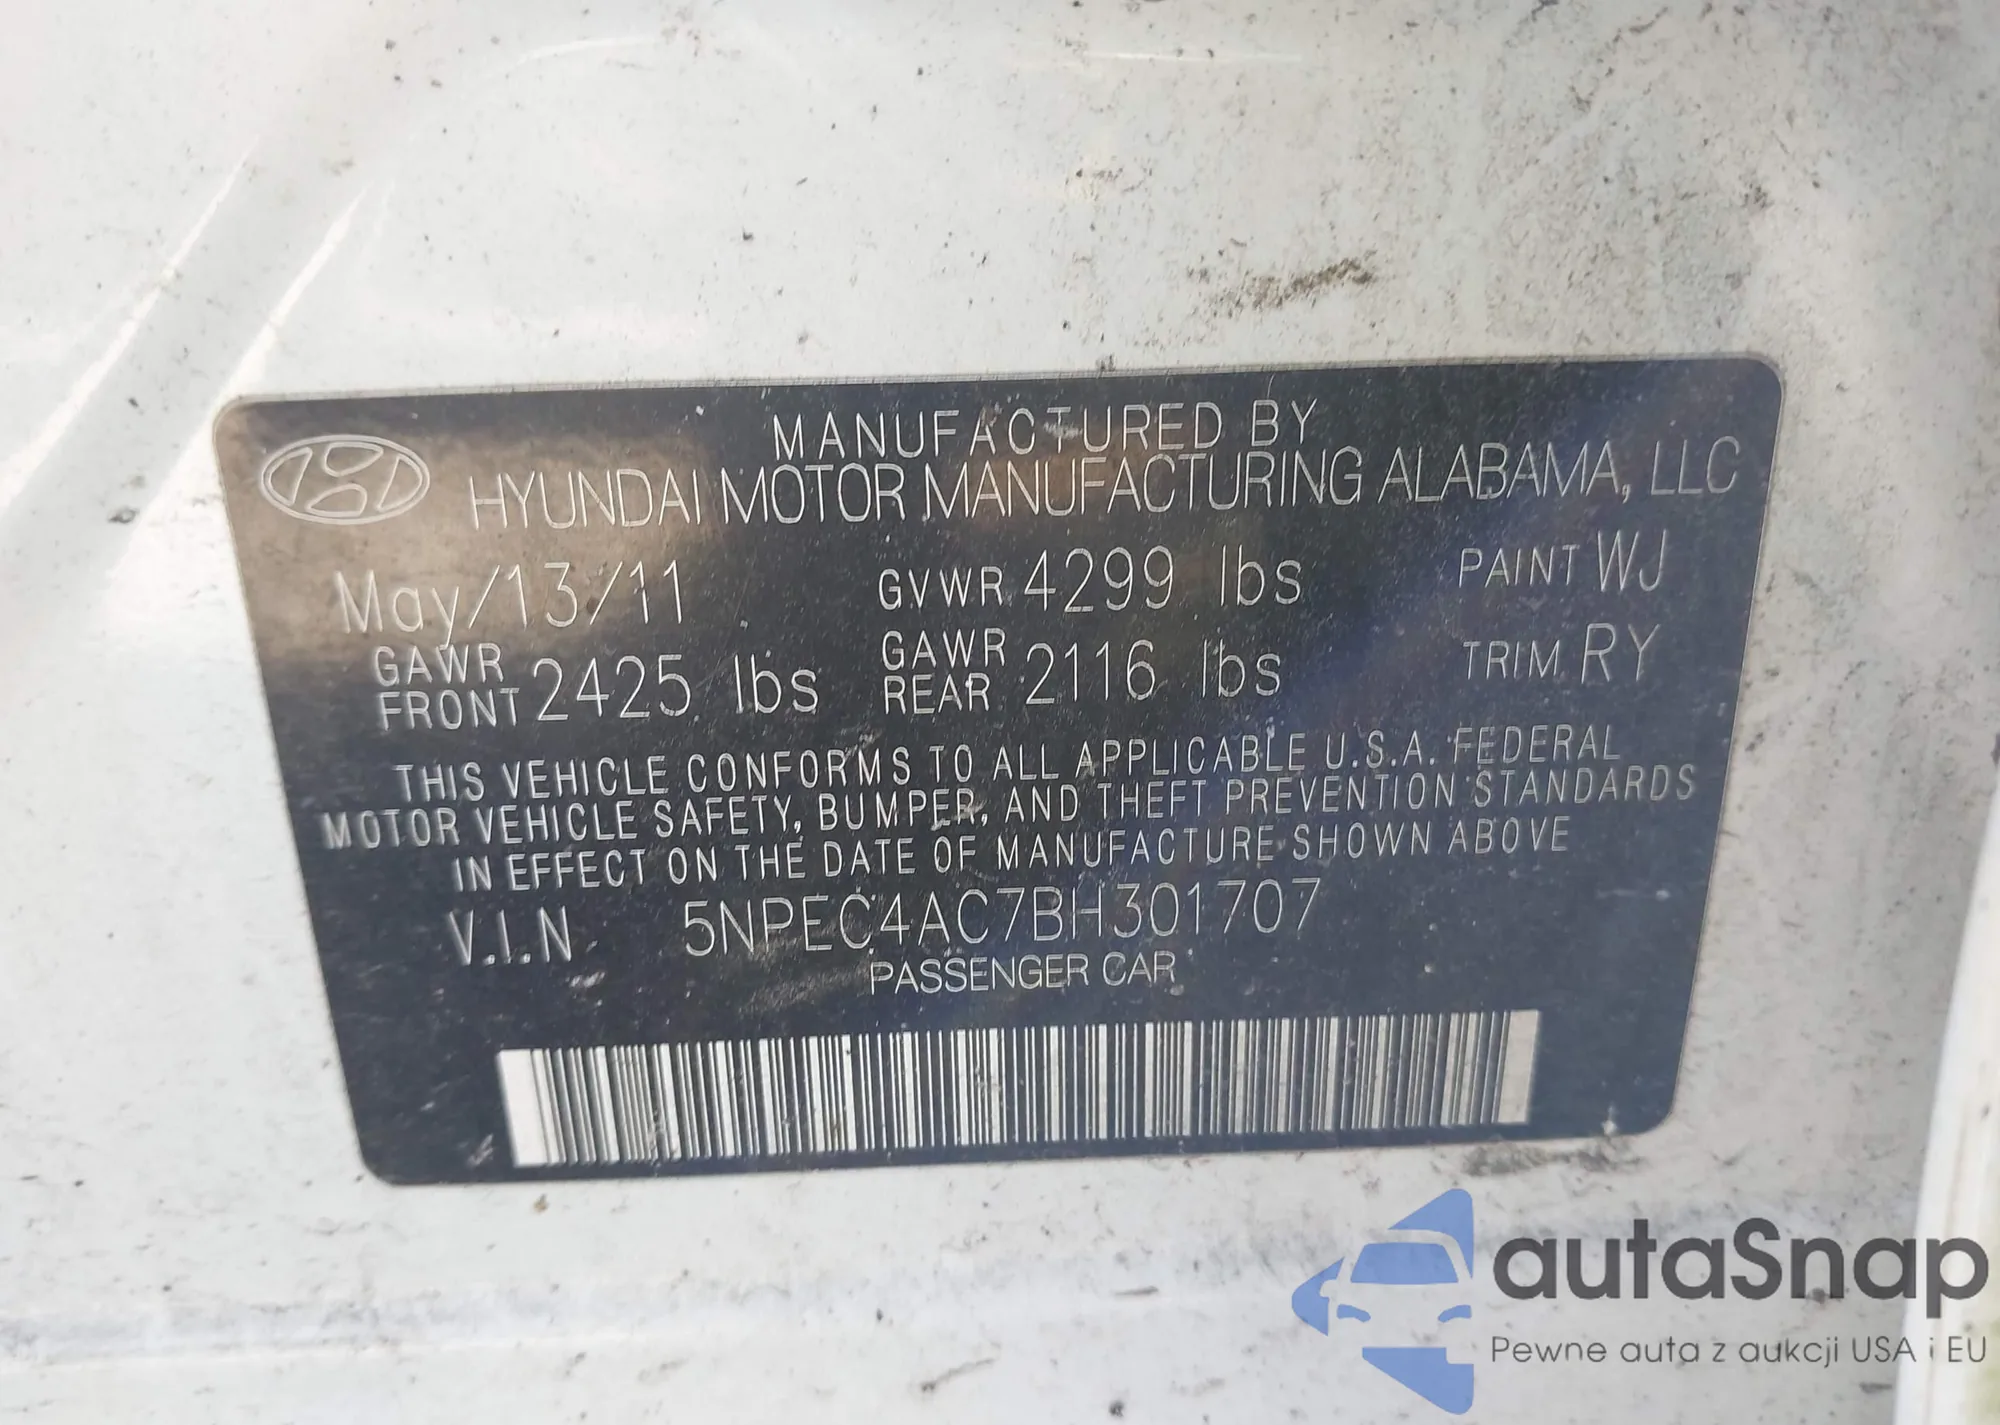 MANUFACTURED BY
HYUNDAI MOTOR MANUFACTURING ALABAMA, LLC
May/13/11 GVWR 4299 lbs PAINT WJ
GAWR FRONT 2425 lbs GAWR REAR 2116 lbs TRIM RY
THIS VEHICLE CONFORMS TO ALL APPLICABLE U.S.A. FEDERAL
MOTOR VEHICLE SAFETY, BUMPER, AND THEFT PREVENTION STANDARDS
IN EFFECT ON THE DATE OF MANUFACTURE SHOWN ABOVE
V.I.N 5NPEC4AC7BH301707
PASSENGER CAR
autaSnap
Pewne auta z aukcji USA i EU